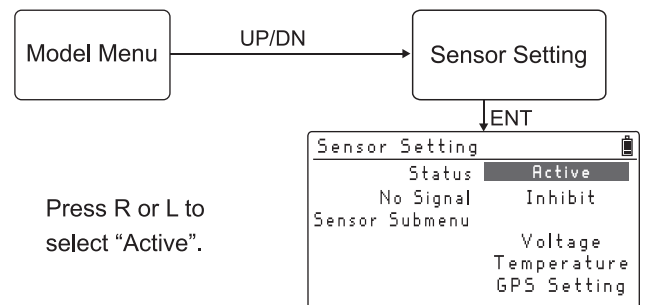 Model Menu
UP/DN
Sensor Setting
ENT
Sensor Setting
Status Active
No Signal Inhibit
Sensor Submenu
Voltage
Temperature
GPS Setting
Press R or L to
select “Active”.